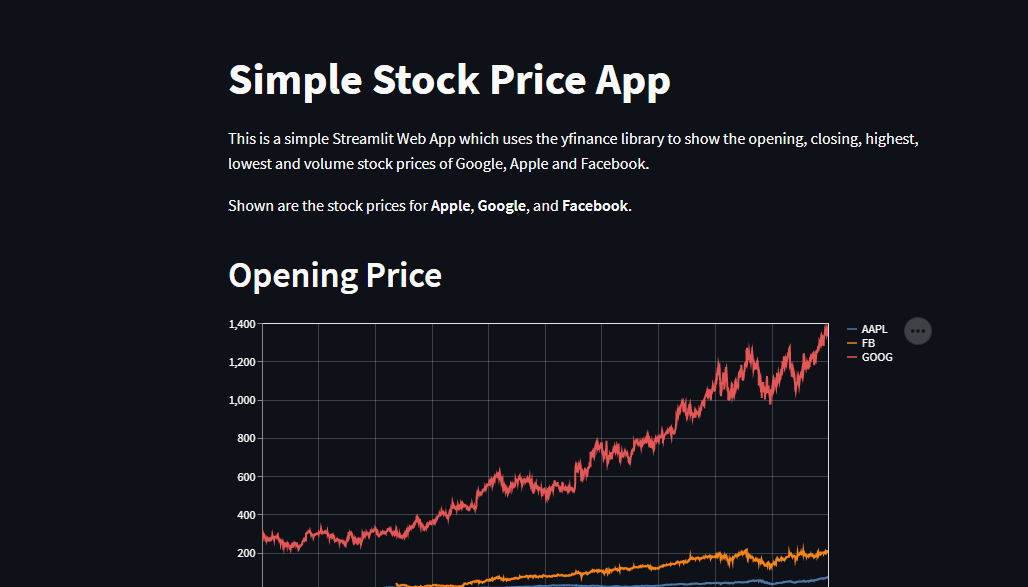 Simple Stock Price App
This is a simple Streamlit Web App which uses the yfinance library to show the opening, closing, highest,
lowest and volume stock prices of Google, Apple and Facebook.
Shown are the stock prices for Apple, Google, and Facebook.
Opening Price
1,400
1,200
1,000
800
600
400
200
AAPL
FB
GOOG